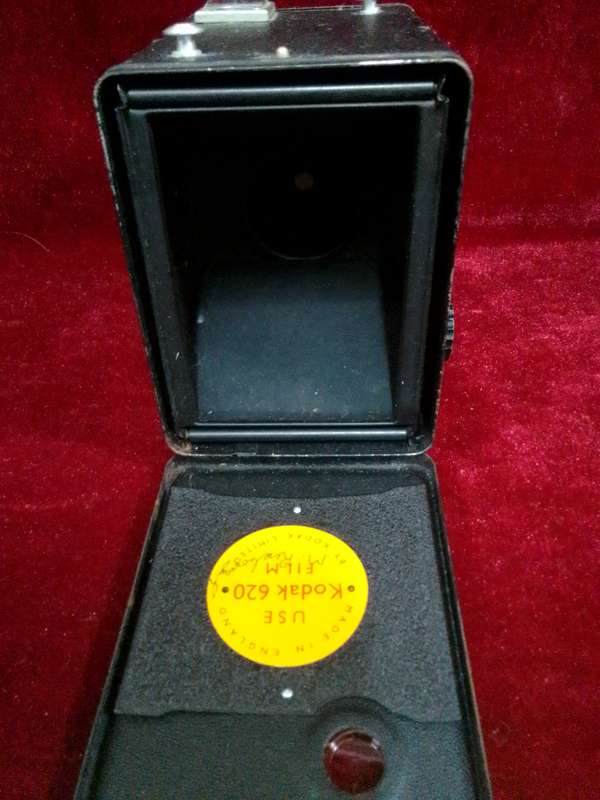 USE
Kodak 620
FILM
MADE IN ENGLAND
BY KODAK LIMITED